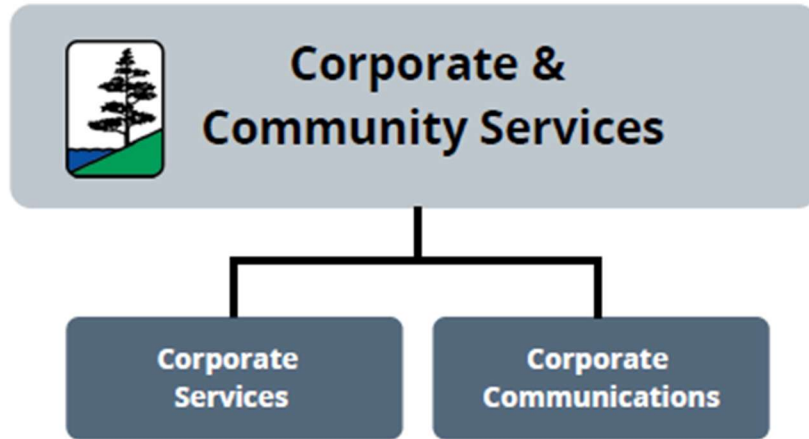 Corporate &
Community Services
Corporate
Services
Corporate
Communications